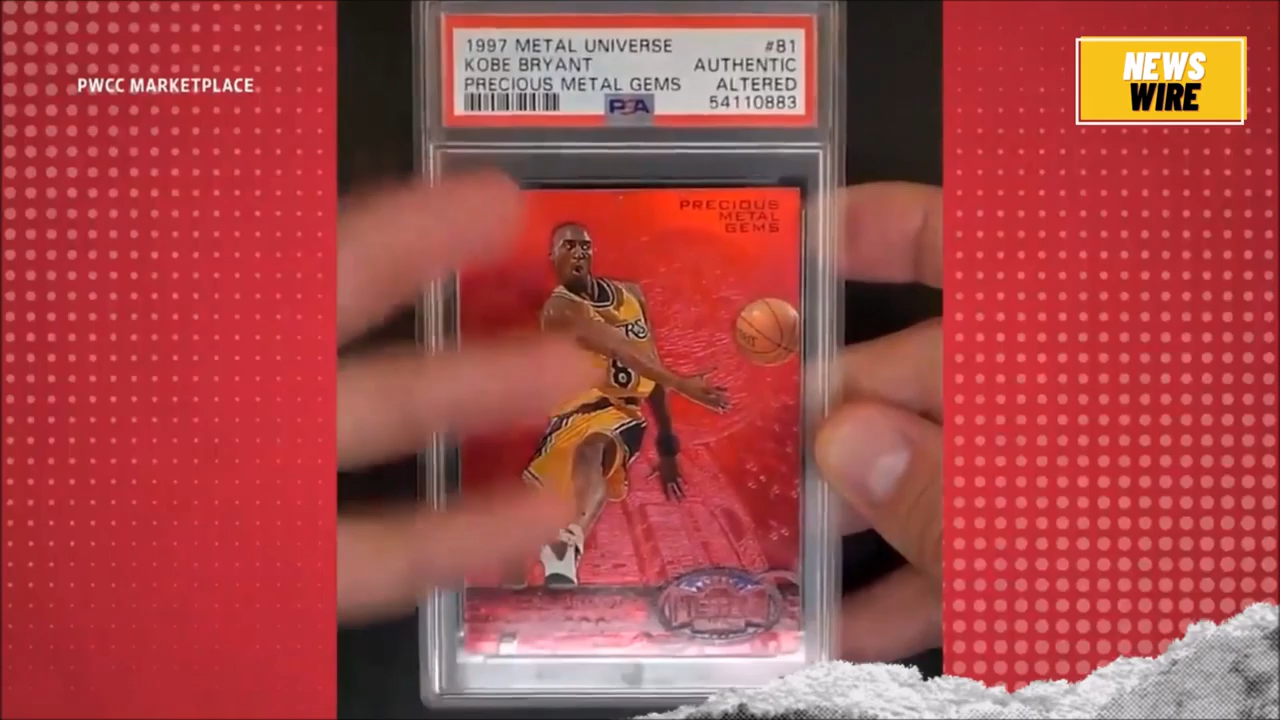 PWCC MARKETPLACE
NEWS
WIRE
1997 METAL UNIVERSE #81
KOBE BRYANT AUTHENTIC
PRECIOUS METAL GEMS ALTERED
PSA 54110883
PRECIOUS
METAL
GEMS
8